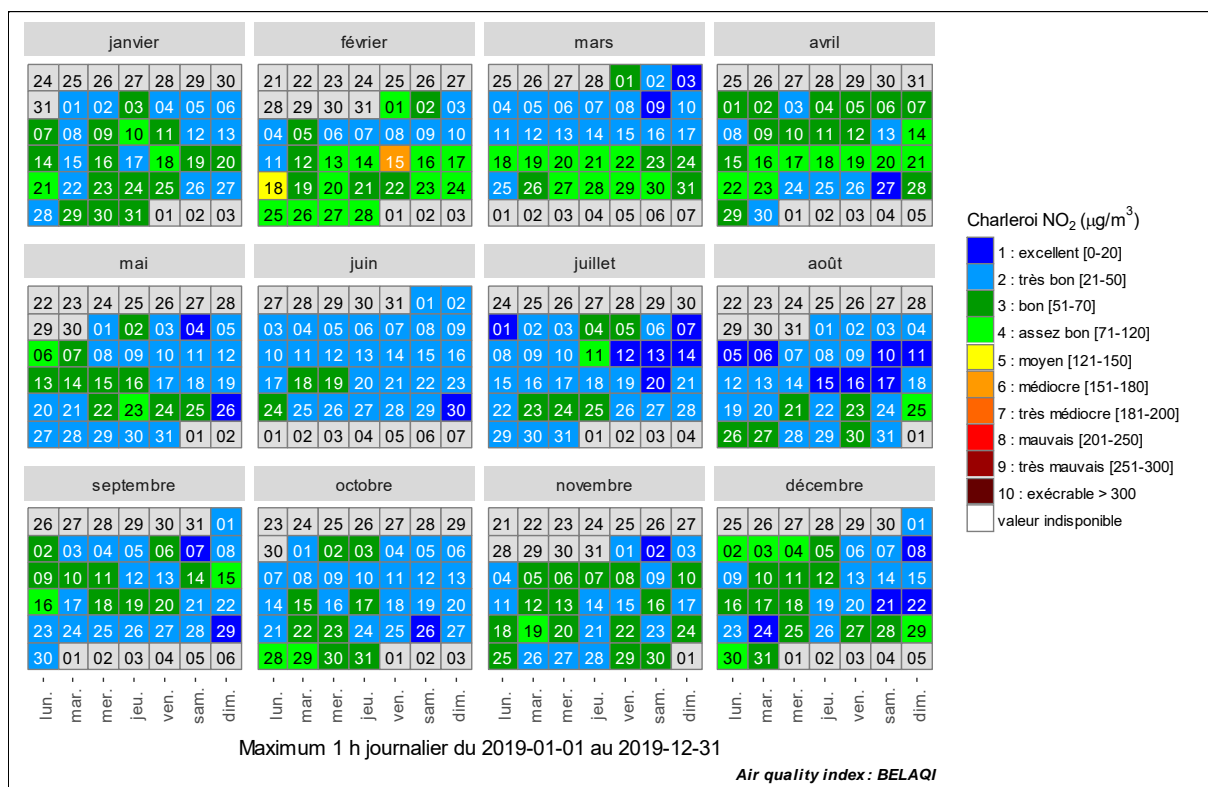 janvier février mars avril
24 25 26 27 28 29 30 21 22 23 24 25 26 27 25 26 27 28 01 02 03 25 26 27 28 29 30 31
31 01 02 03 04 05 06 28 29 30 31 01 02 03 04 05 06 07 08 09 10 01 02 03 04 05 06 07
07 08 09 10 11 12 13 04 05 06 07 08 09 10 11 12 13 14 15 16 17 08 09 10 11 12 13 14
14 15 16 17 18 19 20 11 12 13 14 15 16 17 18 19 20 21 22 23 24 15 16 17 18 19 20 21
21 22 23 24 25 26 27 18 19 20 21 22 23 24 25 26 27 28 29 30 31 22 23 24 25 26 27 28
28 29 30 31 01 02 03 25 26 27 28 01 02 03 01 02 03 04 05 06 07 29 30 01 02 03 04 05
mai juin juillet août
22 23 24 25 26 27 28 27 28 29 30 31 01 02 24 25 26 27 28 29 30 22 23 24 25 26 27 28
29 30 01 02 03 04 05 03 04 05 06 07 08 09 01 02 03 04 05 06 07 29 30 31 01 02 03 04
06 07 08 09 10 11 12 10 11 12 13 14 15 16 08 09 10 11 12 13 14 05 06 07 08 09 10 11
13 14 15 16 17 18 19 17 18 19 20 21 22 23 15 16 17 18 19 20 21 12 13 14 15 16 17 18
20 21 22 23 24 25 26 24 25 26 27 28 29 30 22 23 24 25 26 27 28 19 20 21 22 23 24 25
27 28 29 30 31 01 02 01 02 03 04 05 06 07 29 30 31 01 02 03 04 26 27 28 29 30 31 01
septembre octobre novembre décembre
26 27 28 29 30 31 01 23 24 25 26 27 28 29 21 22 23 24 25 26 27 25 26 27 28 29 30 01
02 03 04 05 06 07 08 30 01 02 03 04 05 06 28 29 30 31 01 02 03 02 03 04 05 06 07 08
09 10 11 12 13 14 15 07 08 09 10 11 12 13 04 05 06 07 08 09 10 09 10 11 12 13 14 15
16 17 18 19 20 21 22 14 15 16 17 18 19 20 11 12 13 14 15 16 17 16 17 18 19 20 21 22
23 24 25 26 27 28 29 21 22 23 24 25 26 27 18 19 20 21 22 23 24 23 24 25 26 27 28 29
30 01 02 03 04 05 06 28 29 30 31 01 02 03 25 26 27 28 29 30 01 30 31 01 02 03 04 05
lun. mar. mer. jeu. ven. sam. dim. lun. mar. mer. jeu. ven. sam. dim. lun. mar. mer. jeu. ven. sam. dim. lun. mar. mer. jeu. ven. sam. dim.
Maximum 1 h journalier du 2019-01-01 au 2019-12-31
Air quality index : BELAQI
Charleroi NO₂ (μg/m³)
1 : excellent [0-20]
2 : très bon [21-50]
3 : bon [51-70]
4 : assez bon [71-120]
5 : moyen [121-150]
6 : médiocre [151-180]
7 : très médiocre [181-200]
8 : mauvais [201-250]
9 : très mauvais [251-300]
10 : exécrable > 300
valeur indisponible